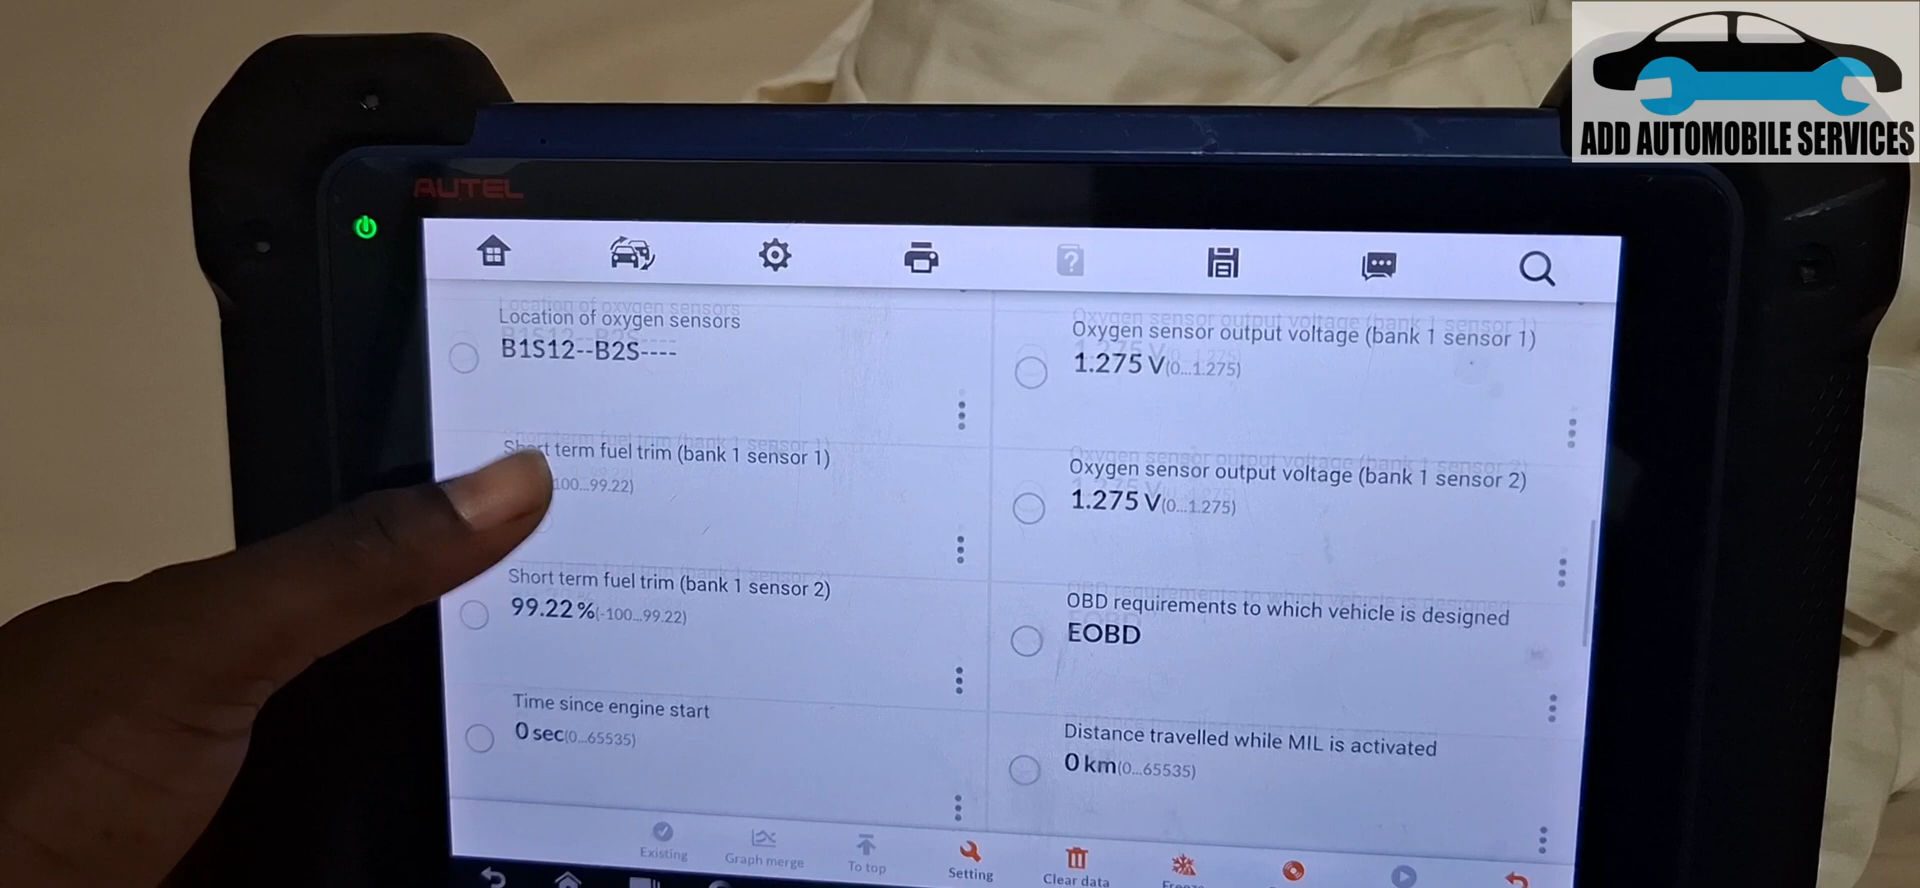 ADD AUTOMOBILE SERVICES
AUTEL
Location of oxygen sensors
B1S12--B2S----
Oxygen sensor output voltage (bank 1 sensor 1)
1.275 V(0...1.275)
Short term fuel trim (bank 1 sensor 1)
100...99.22)
Oxygen sensor output voltage (bank 1 sensor 2)
1.275 V(0...1.275)
Short term fuel trim (bank 1 sensor 2)
99.22 %(-100...99.22)
OBD requirements to which vehicle is designed
EOBD
Time since engine start
0 sec(0...65535)
Distance travelled while MIL is activated
0 km(0...65535)
Existing
Graph merge
To top
Setting
Clear data